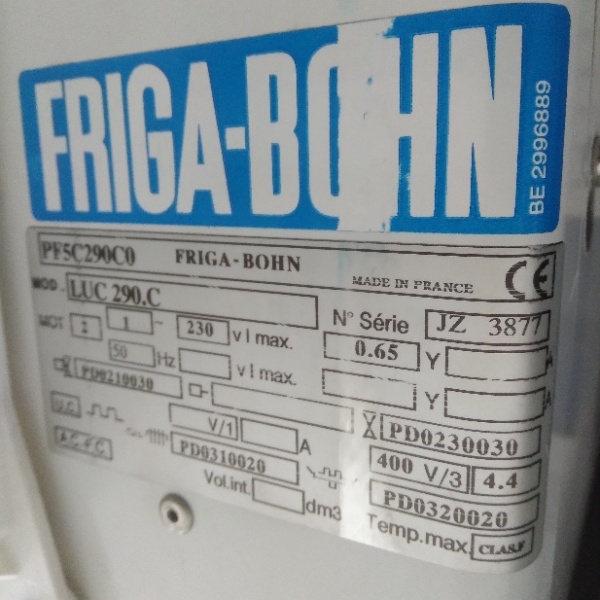 FRIGA-BOHN
BE 2996889
PF5C290C0 FRIGA-BOHN MADE IN FRANCE CE
MOD. LUC 290.C N° Série JZ 3877
MOT 2 1~ 230 V I max. 0.65 Y A
50 Hz V I max. Y A
PD0210030 PD0230030
U.C. V/1 A 400 V/3 4.4
A.C.F.C PD0310020 PD0320020
Vol.int. dm3 Temp.max. CLAS.F